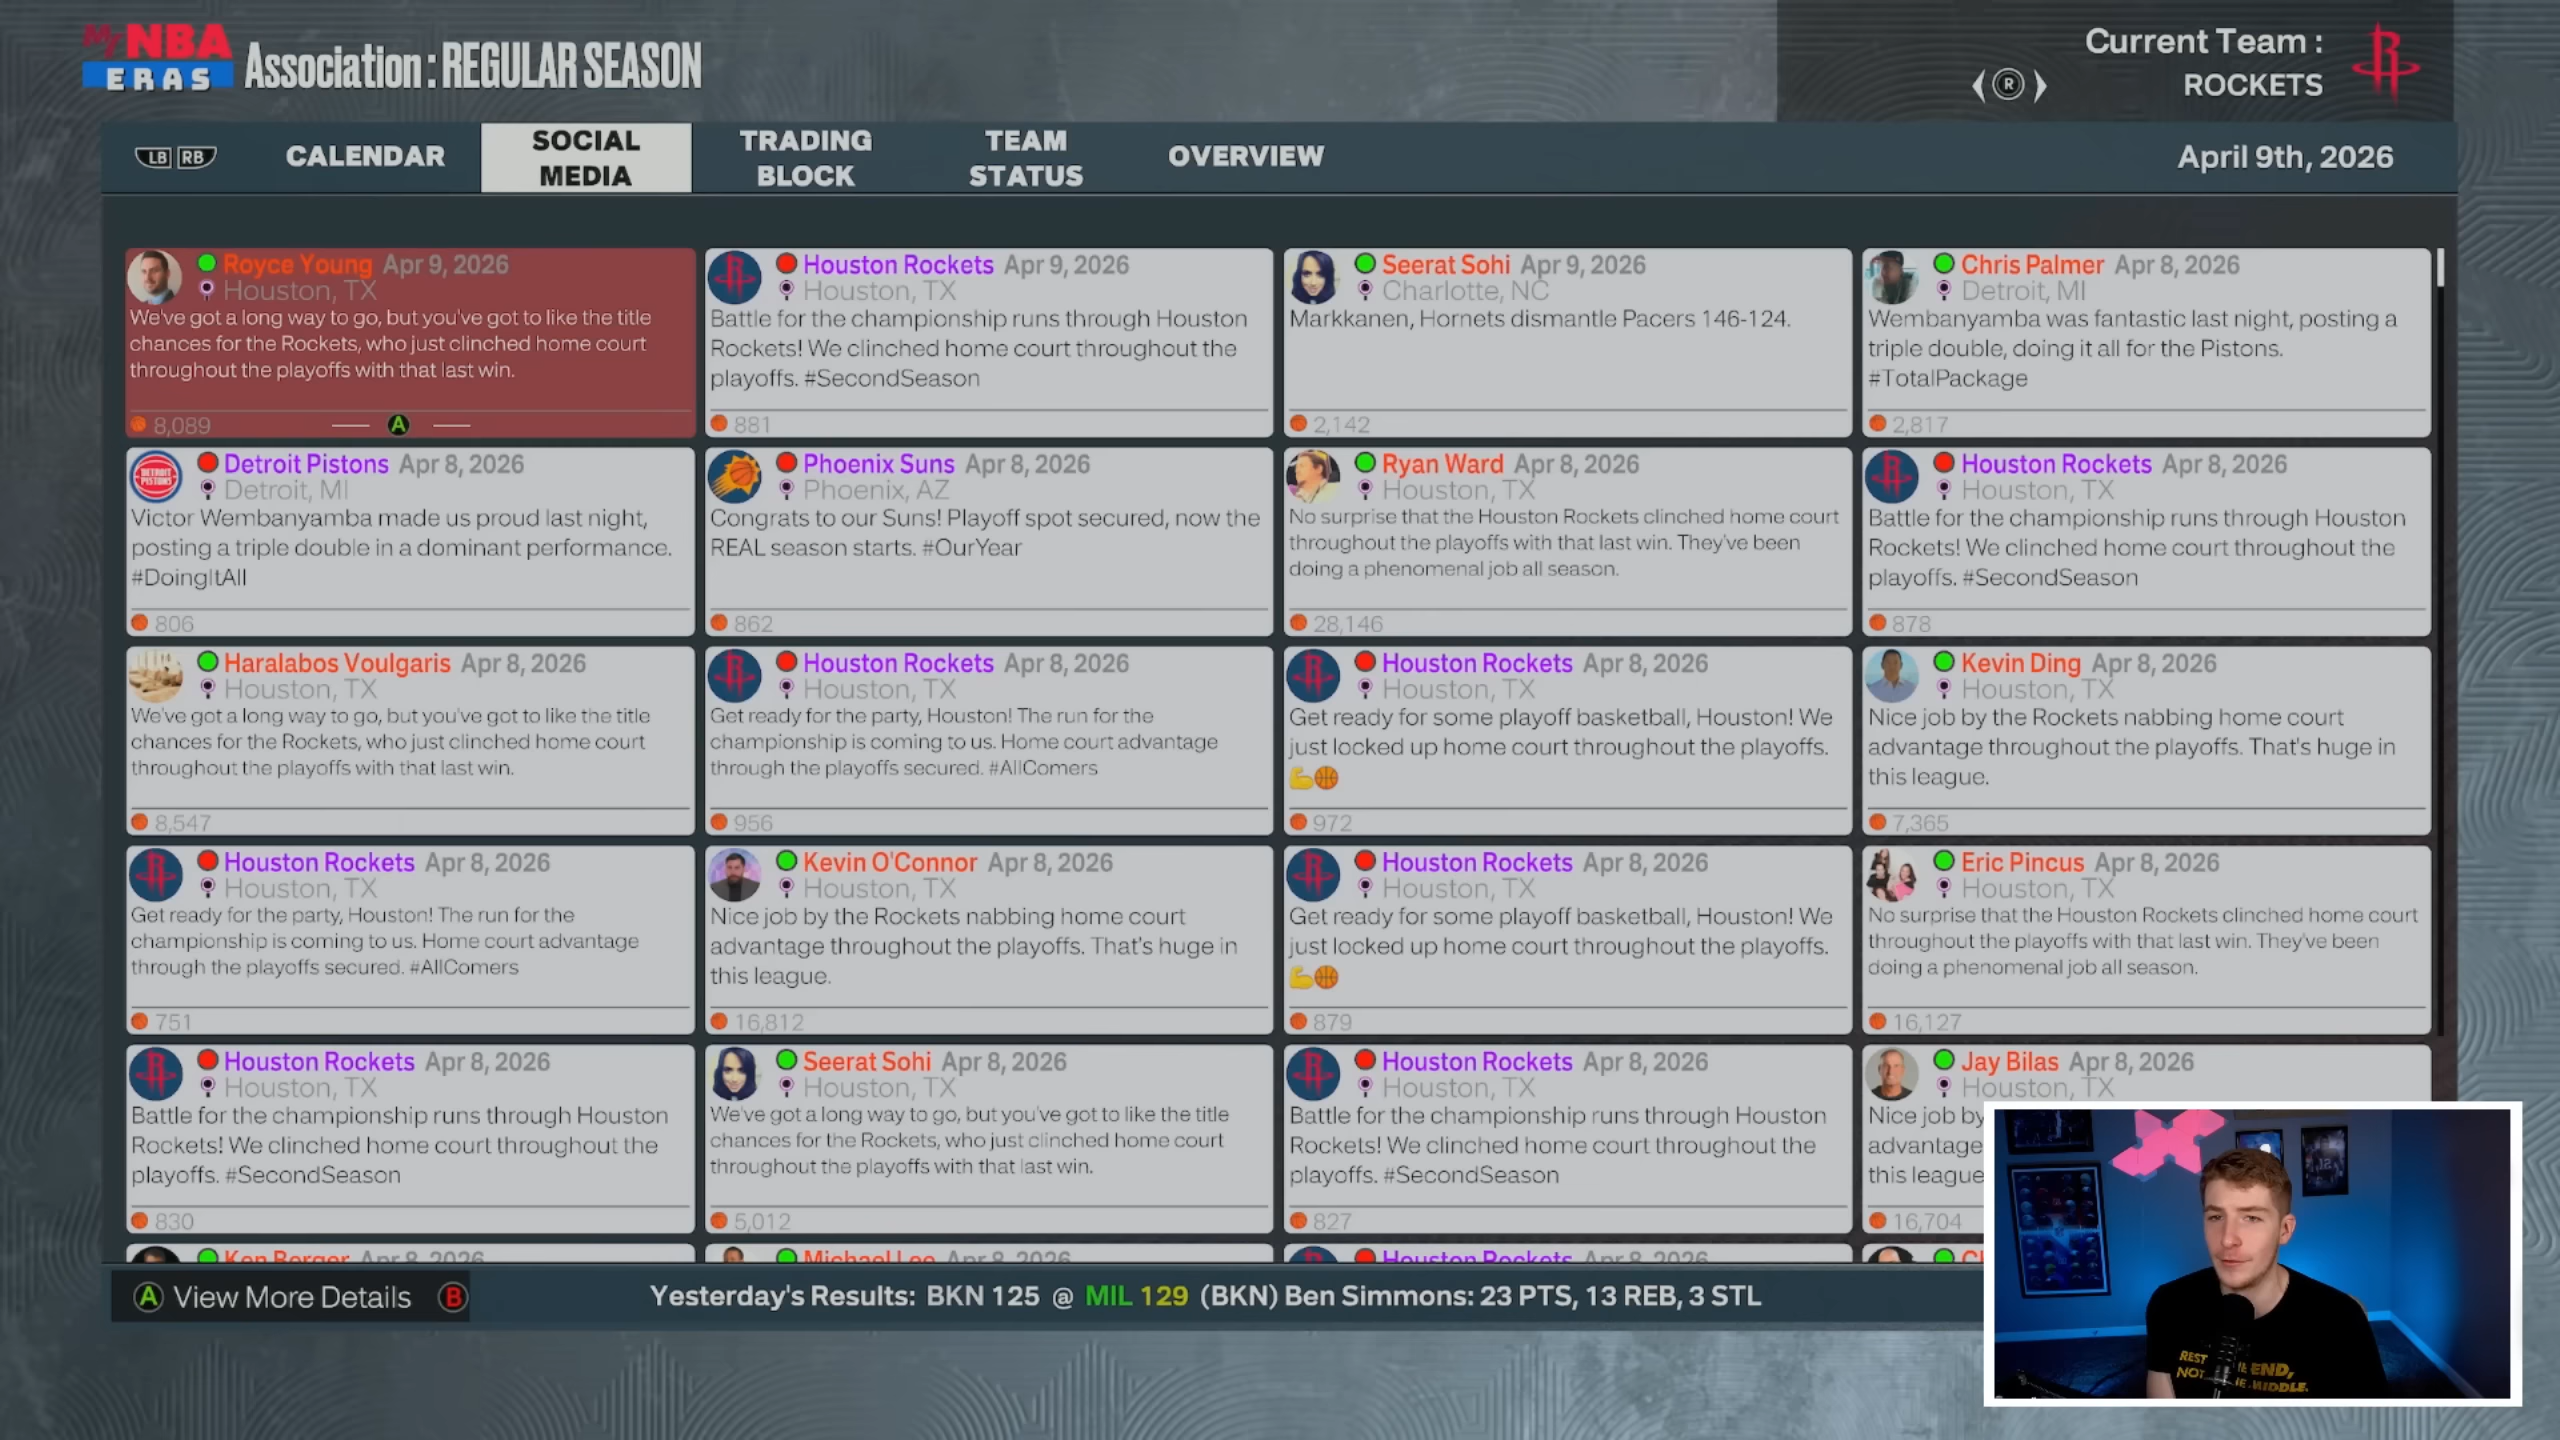 My NBA
ERAS
Association: REGULAR SEASON
Current Team :
R
ROCKETS
LB RB
CALENDAR
SOCIAL
MEDIA
TRADING
BLOCK
TEAM
STATUS
OVERVIEW
April 9th, 2026
Royce Young Apr 9, 2026
Houston, TX
We've got a long way to go, but you've got to like the title
chances for the Rockets, who just clinched home court
throughout the playoffs with that last win.
8,089
A
Houston Rockets Apr 9, 2026
Houston, TX
Battle for the championship runs through Houston
Rockets! We clinched home court throughout the
playoffs. #SecondSeason
881
Seerat Sohi Apr 9, 2026
Charlotte, NC
Markkanen, Hornets dismantle Pacers 146-124.
2,142
Chris Palmer Apr 8, 2026
Detroit, MI
Wembanyamba was fantastic last night, posting a
triple double, doing it all for the Pistons.
#TotalPackage
2,817
DETROIT
PISTONS
Detroit Pistons Apr 8, 2026
Detroit, MI
Victor Wembanyamba made us proud last night,
posting a triple double in a dominant performance.
#DoingItAll
806
Phoenix Suns Apr 8, 2026
Phoenix, AZ
Congrats to our Suns! Playoff spot secured, now the
REAL season starts. #OurYear
862
Ryan Ward Apr 8, 2026
Houston, TX
No surprise that the Houston Rockets clinched home court
throughout the playoffs with that last win. They've been
doing a phenomenal job all season.
28,146
Houston Rockets Apr 8, 2026
Houston, TX
Battle for the championship runs through Houston
Rockets! We clinched home court throughout the
playoffs. #SecondSeason
878
Haralabos Voulgaris Apr 8, 2026
Houston, TX
We've got a long way to go, but you've got to like the title
chances for the Rockets, who just clinched home court
throughout the playoffs with that last win.
8,547
Houston Rockets Apr 8, 2026
Houston, TX
Get ready for the party, Houston! The run for the
championship is coming to us. Home court advantage
through the playoffs secured. #AllComers
956
Houston Rockets Apr 8, 2026
Houston, TX
Get ready for some playoff basketball, Houston! We
just locked up home court throughout the playoffs.
💪🏀
972
Kevin Ding Apr 8, 2026
Houston, TX
Nice job by the Rockets nabbing home court
advantage throughout the playoffs. That's huge in
this league.
7,365
Houston Rockets Apr 8, 2026
Houston, TX
Get ready for the party, Houston! The run for the
championship is coming to us. Home court advantage
through the playoffs secured. #AllComers
751
Kevin O'Connor Apr 8, 2026
Houston, TX
Nice job by the Rockets nabbing home court
advantage throughout the playoffs. That's huge in
this league.
16,812
Houston Rockets Apr 8, 2026
Houston, TX
Get ready for some playoff basketball, Houston! We
just locked up home court throughout the playoffs.
💪🏀
879
Eric Pincus Apr 8, 2026
Houston, TX
No surprise that the Houston Rockets clinched home court
throughout the playoffs with that last win. They've been
doing a phenomenal job all season.
16,127
Houston Rockets Apr 8, 2026
Houston, TX
Battle for the championship runs through Houston
Rockets! We clinched home court throughout the
playoffs. #SecondSeason
830
Seerat Sohi Apr 8, 2026
Houston, TX
We've got a long way to go, but you've got to like the title
chances for the Rockets, who just clinched home court
throughout the playoffs with that last win.
5,012
Houston Rockets Apr 8, 2026
Houston, TX
Battle for the championship runs through Houston
Rockets! We clinched home court throughout the
playoffs. #SecondSeason
827
Jay Bilas Apr 8, 2026
Houston, TX
Nice job by
advantage
this league
16,704
Ken Berger Apr 8, 2026
Michael Lee Apr 8, 2026
Houston Rockets Apr 8, 2026
A View More Details B
Yesterday's Results: BKN 125 @ MIL 129 (BKN) Ben Simmons: 23 PTS, 13 REB, 3 STL
REST END,
NOT MIDDLE.